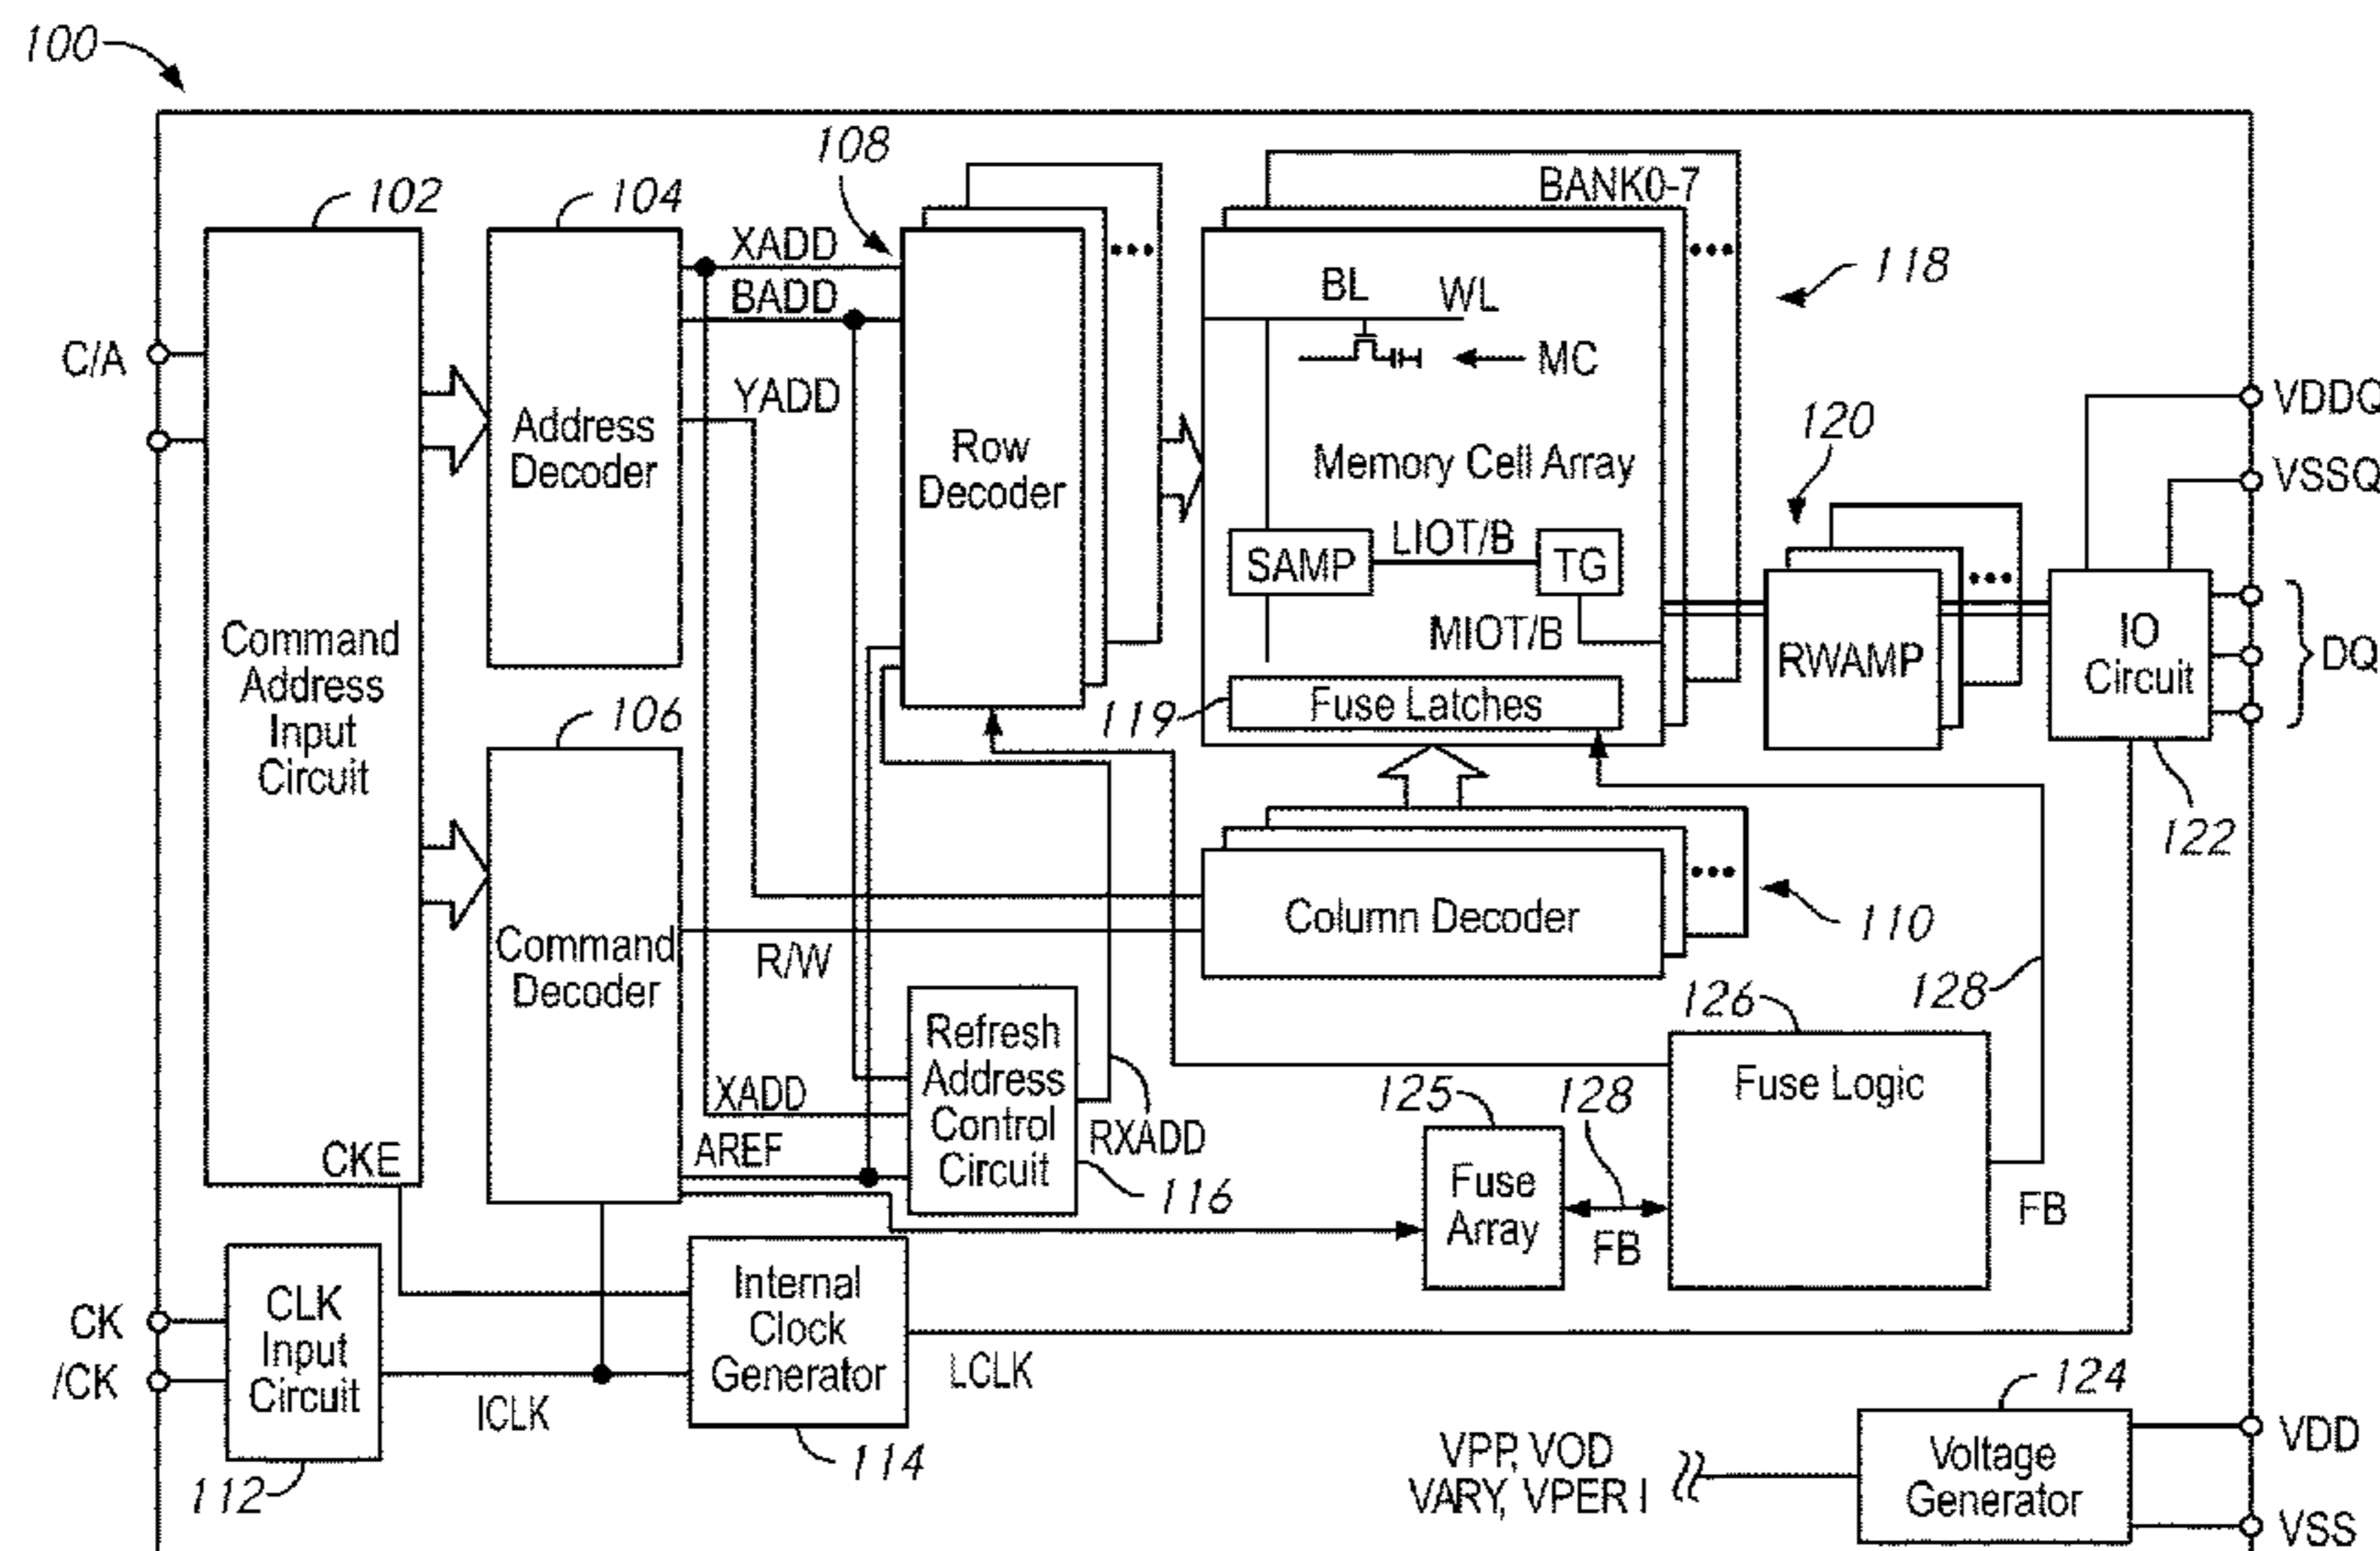 100
108
BANK0-7
102
104
XADD
118
BADD
BL
WL
C/A
MC
VDDQ
YADD
Address
Decoder
Row
Decoder
Memory Cell Array
120
VSSQ
SAMP
LIOT/B
TG
Command
Address
Input
Circuit
MIOT/B
RWAMP
IO
Circuit
DQ
106
119
Fuse Latches
122
Command
Decoder
R/W
Column Decoder
110
128
126
Refresh
Address
Control
Circuit
XADD
RXADD
125
128
Fuse Logic
AREF
116
Fuse
Array
FB
FB
CKE
CK
/CK
CLK
Input
Circuit
Internal
Clock
Generator
ICLK
LCLK
112
114
124
VPP, VOD
VARY, VPER I
Voltage
Generator
VDD
VSS